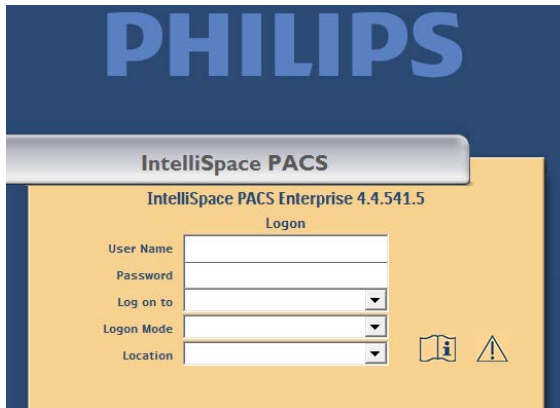 PHILIPS
IntelliSpace PACS
IntelliSpace PACS Enterprise 4.4.541.5
Logon
User Name
Password
Log on to
Logon Mode
Location